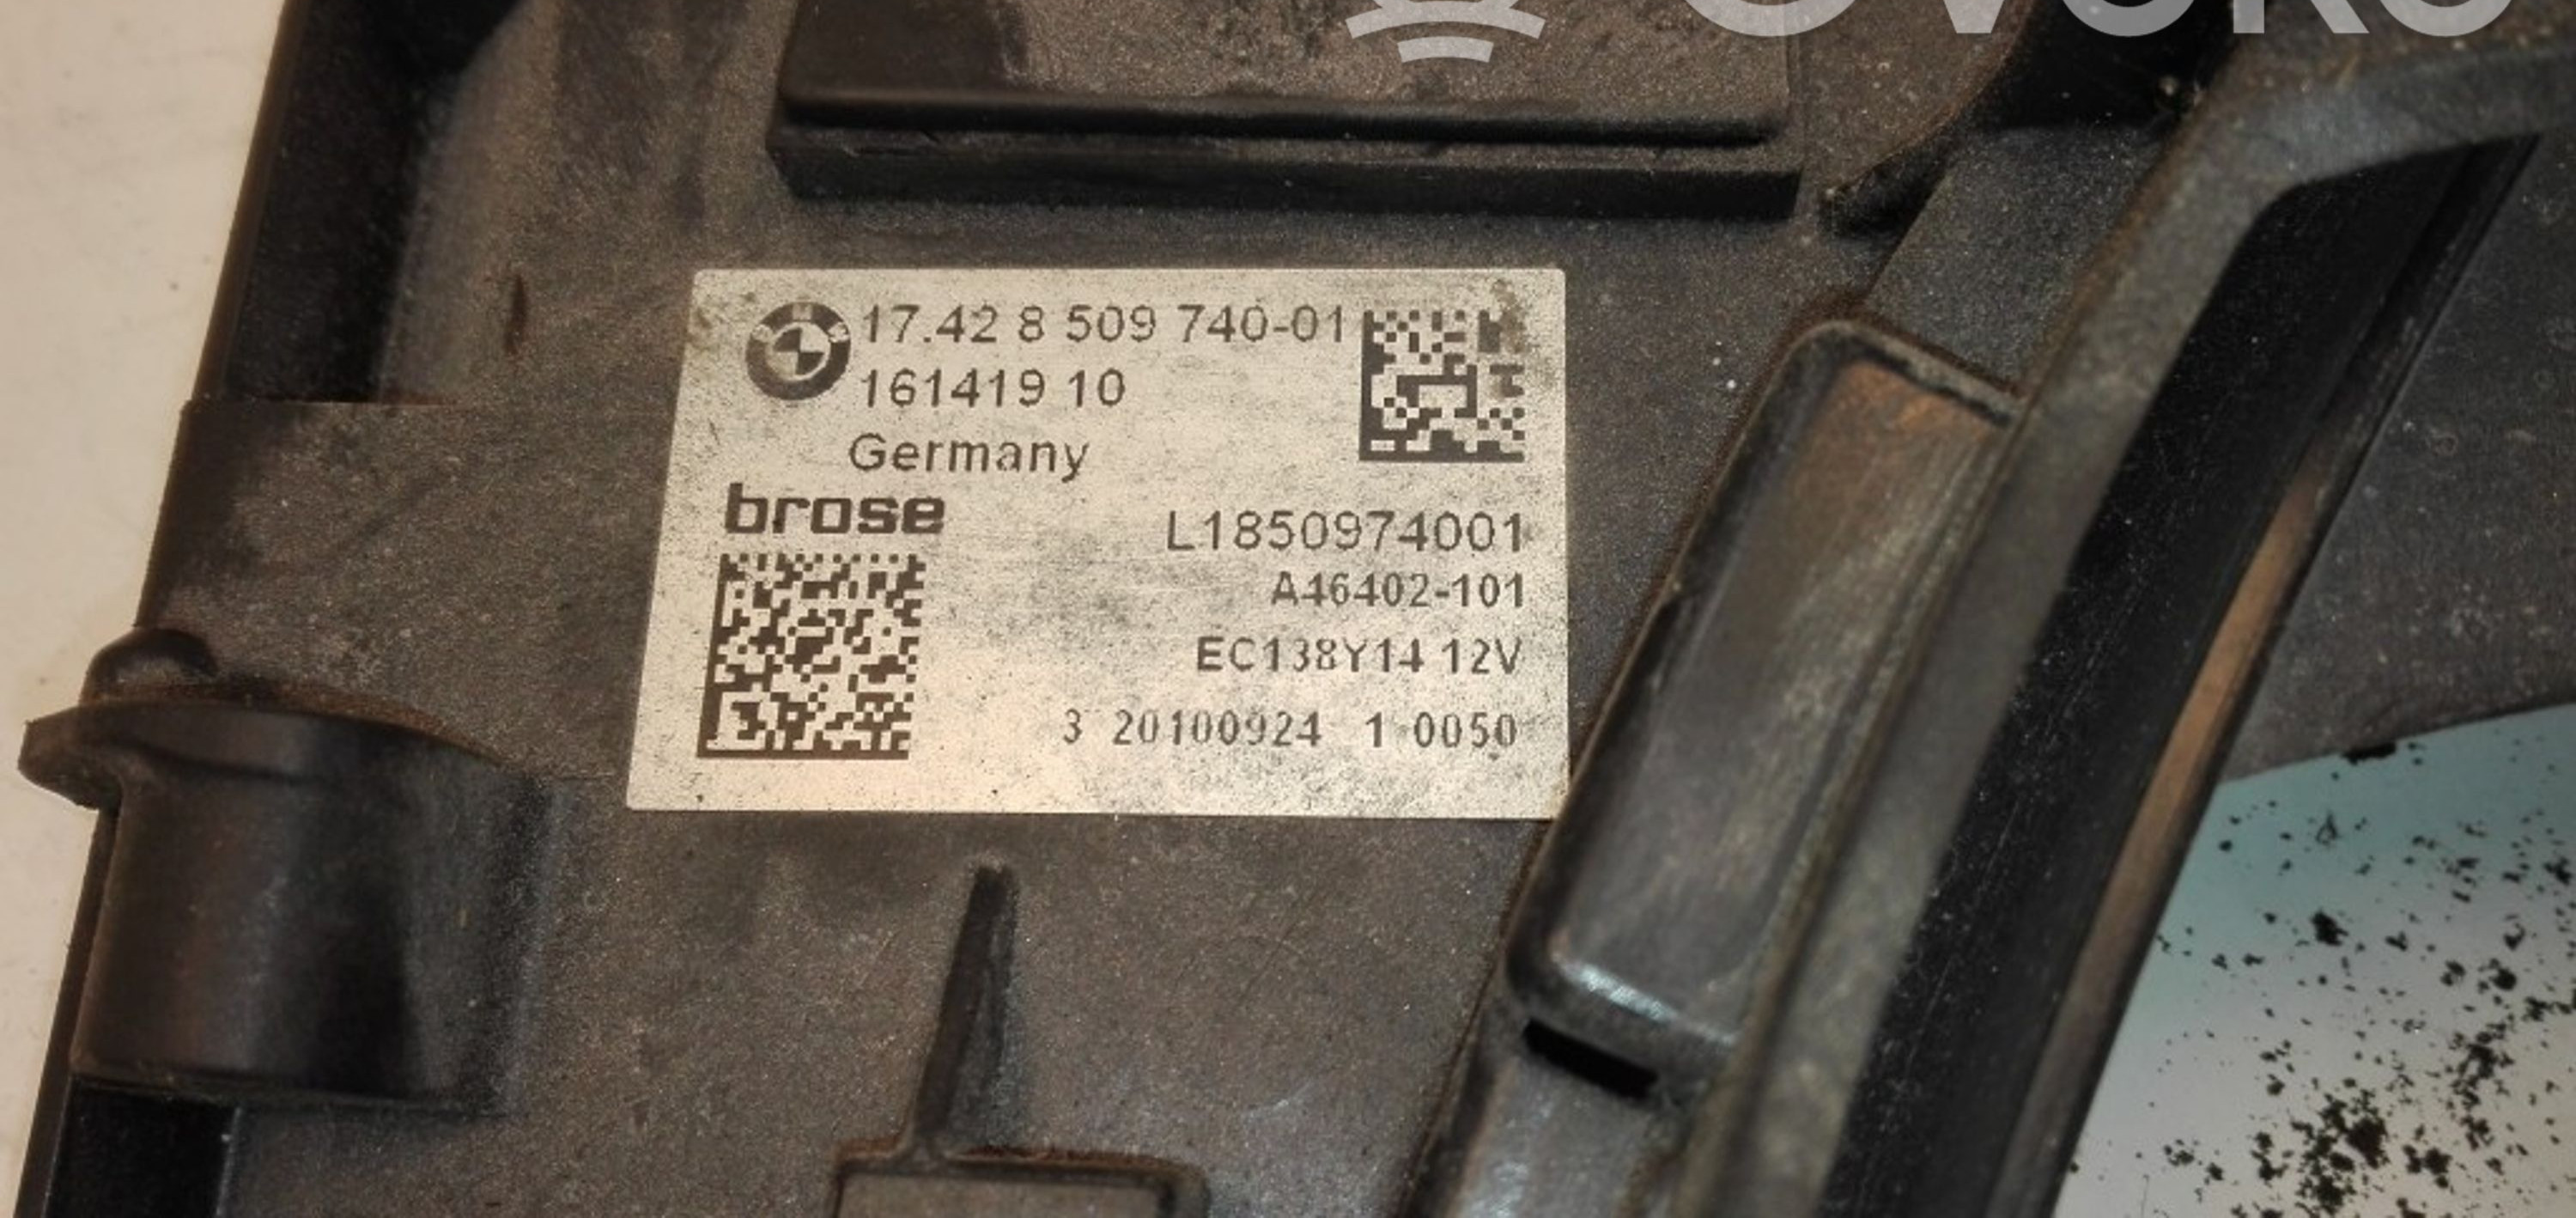 17.42 8 509 740-01
161419 10
Germany
brose
L1850974001
A46402-101
EC138Y14 12V
3 20100924 1 0050